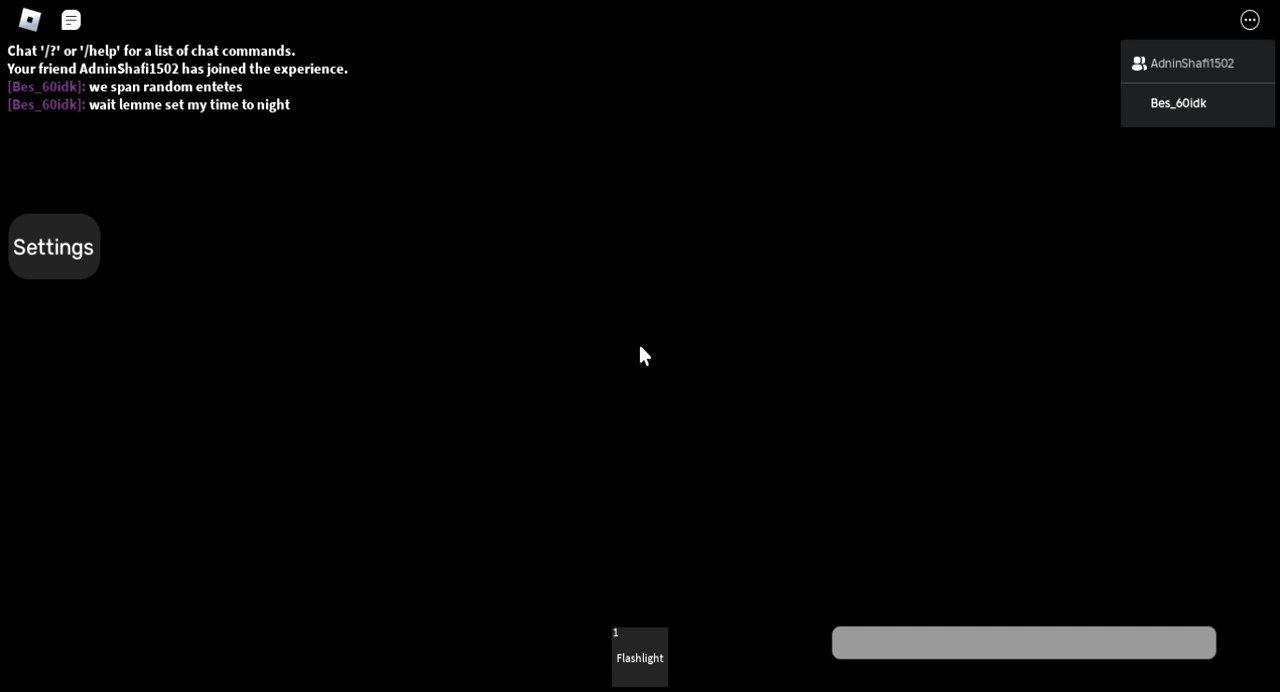 Chat '/?' or '/help' for a list of chat commands.
Your friend AdninShafi1502 has joined the experience.
[Bes_60idk]: we span random entetes
[Bes_60idk]: wait lemme set my time to night
AdninShafi1502
Bes_60idk
Settings
1
Flashlight